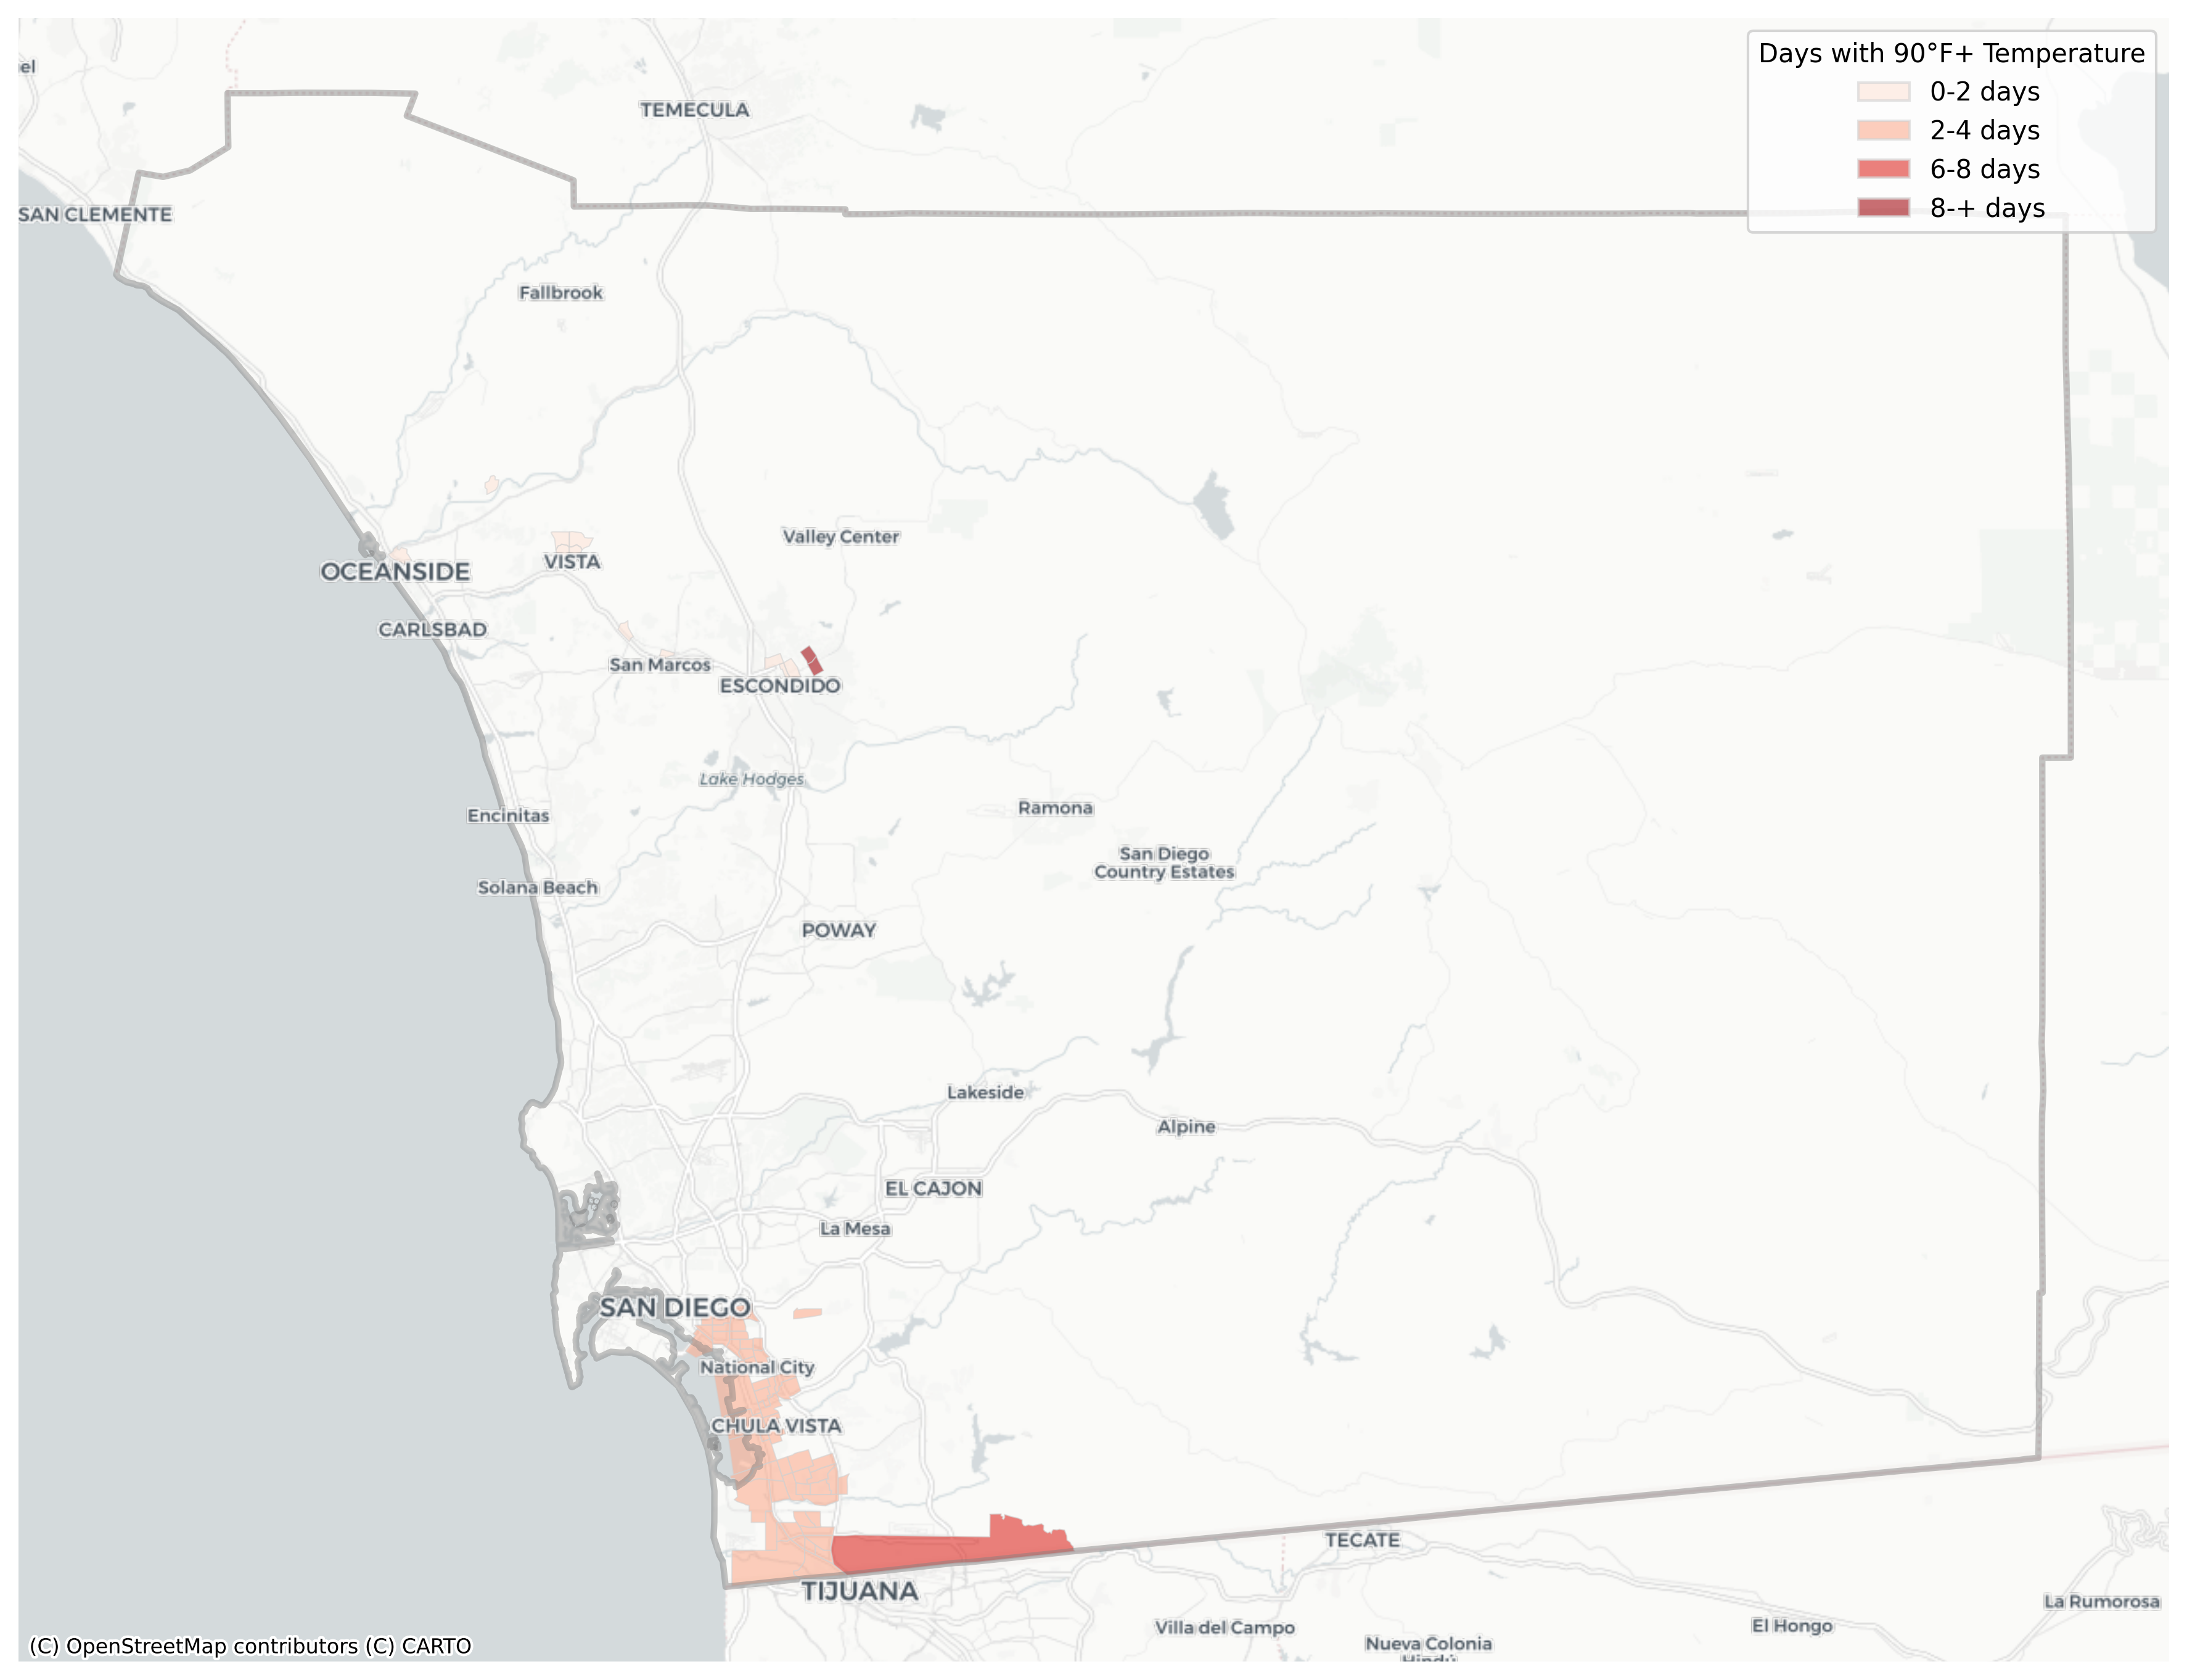 el
TEMECULA
Days with 90°F+ Temperature
0-2 days
2-4 days
6-8 days
8-+ days
SAN CLEMENTE
Fallbrook
Valley Center
VISTA
OCEANSIDE
CARLSBAD
San Marcos
ESCONDIDO
Lake Hodges
Encinitas
Ramona
San Diego
Country Estates
Solana Beach
POWAY
Lakeside
Alpine
EL CAJON
La Mesa
SAN DIEGO
National City
CHULA VISTA
TECATE
TIJUANA
La Rumorosa
Villa del Campo
El Hongo
Nueva Colonia
Hindú
(C) OpenStreetMap contributors (C) CARTO